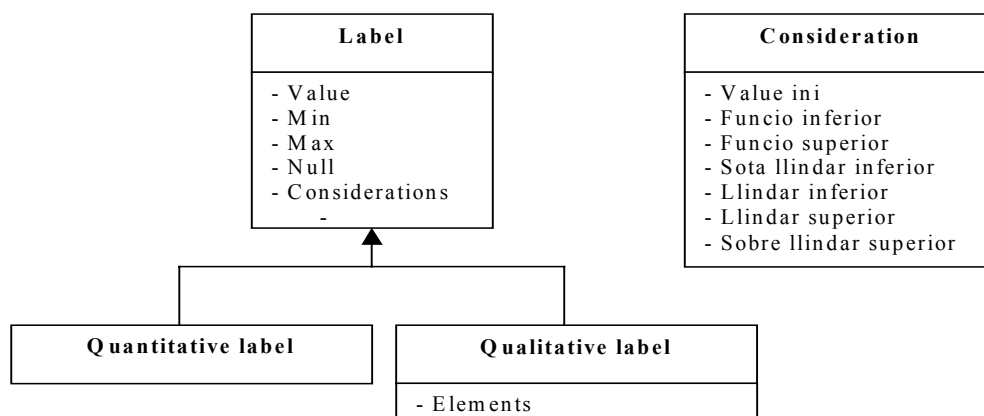 Label
- Value
- Min
- Max
- Null
- Considerations
-
Consideration
- Value ini
- Funcio inferior
- Funcio superior
- Sota llindar inferior
- Llindar inferior
- Llindar superior
- Sobre llindar superior
Quantitative label
Qualitative label
- Elements